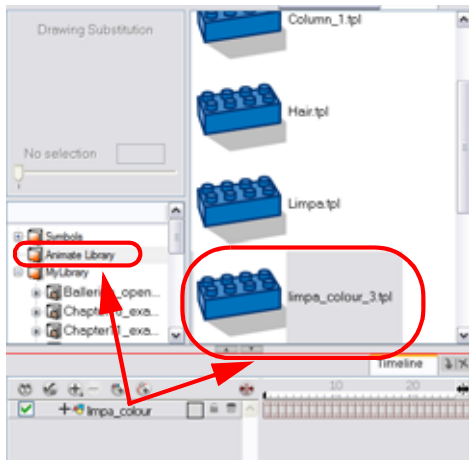 Drawing Substitution
No selection
Column_1.tpl
Hair.tpl
Limpa.tpl
limpa_colour_3.tpl
Symbols
Animate Library
MyLibrary
Chapter11_exa...
Timeline
10
20
limpa_colour